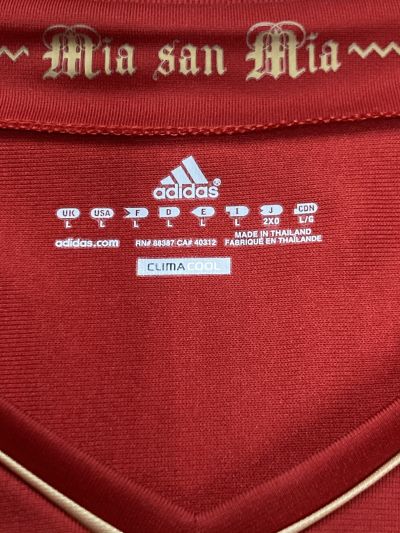 Mia san Mia
adidas
UK USA F D E I J CDN
L L L L L L 2XO L/G
adidas.com RN# 88387 CA# 40312 MADE IN THAILAND
FABRIQUÉ EN THAÏLANDE
CLIMACOOL